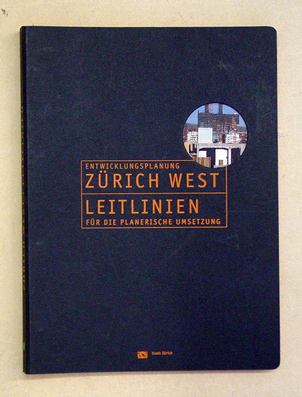 ENTWICKLUNGSPLANUNG
ZÜRICH WEST
LEITLINIEN
FÜR DIE PLANERISCHE UMSETZUNG
Stadt Zürich